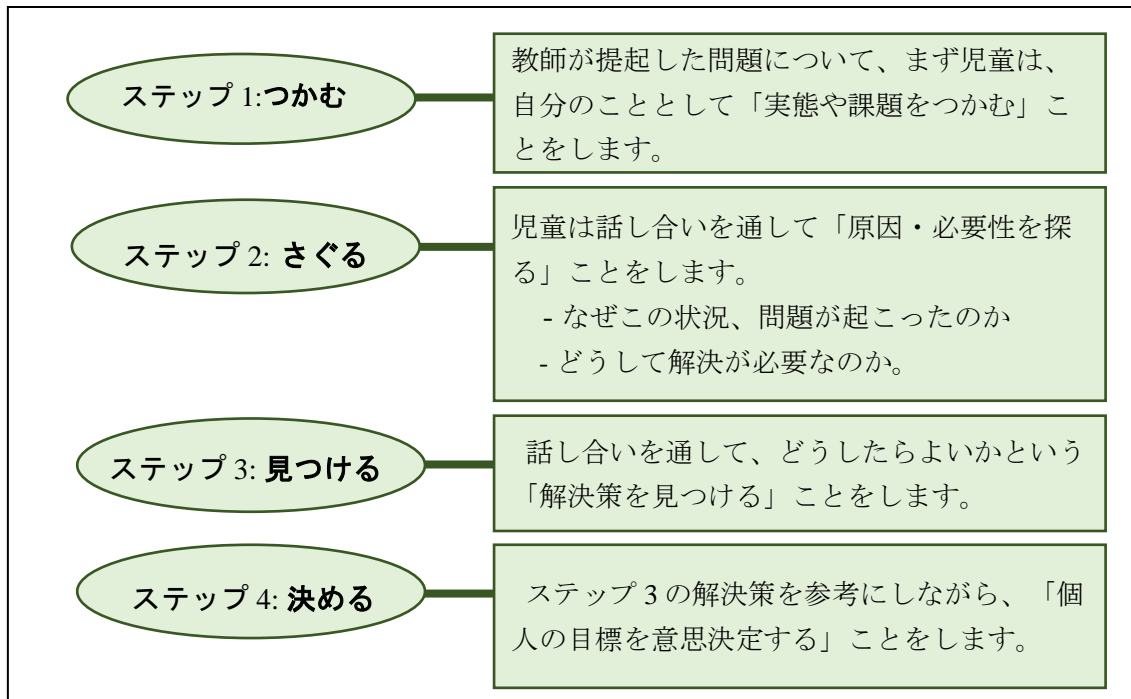 ステップ 1:つかむ
教師が提起した問題について、まず児童は、
自分のこととして「実態や課題をつかむ」こ
とをします。
ステップ 2: さぐる
児童は話し合いを通して「原因・必要性を探
る」ことをします。
- なぜこの状況、問題が起こったのか
- どうして解決が必要なのか。
ステップ 3: 見つける
話し合いを通して、どうしたらよいかという
「解決策を見つける」ことをします。
ステップ 4: 決める
ステップ 3 の解決策を参考にしながら、「個
人の目標を意思決定する」ことをします。